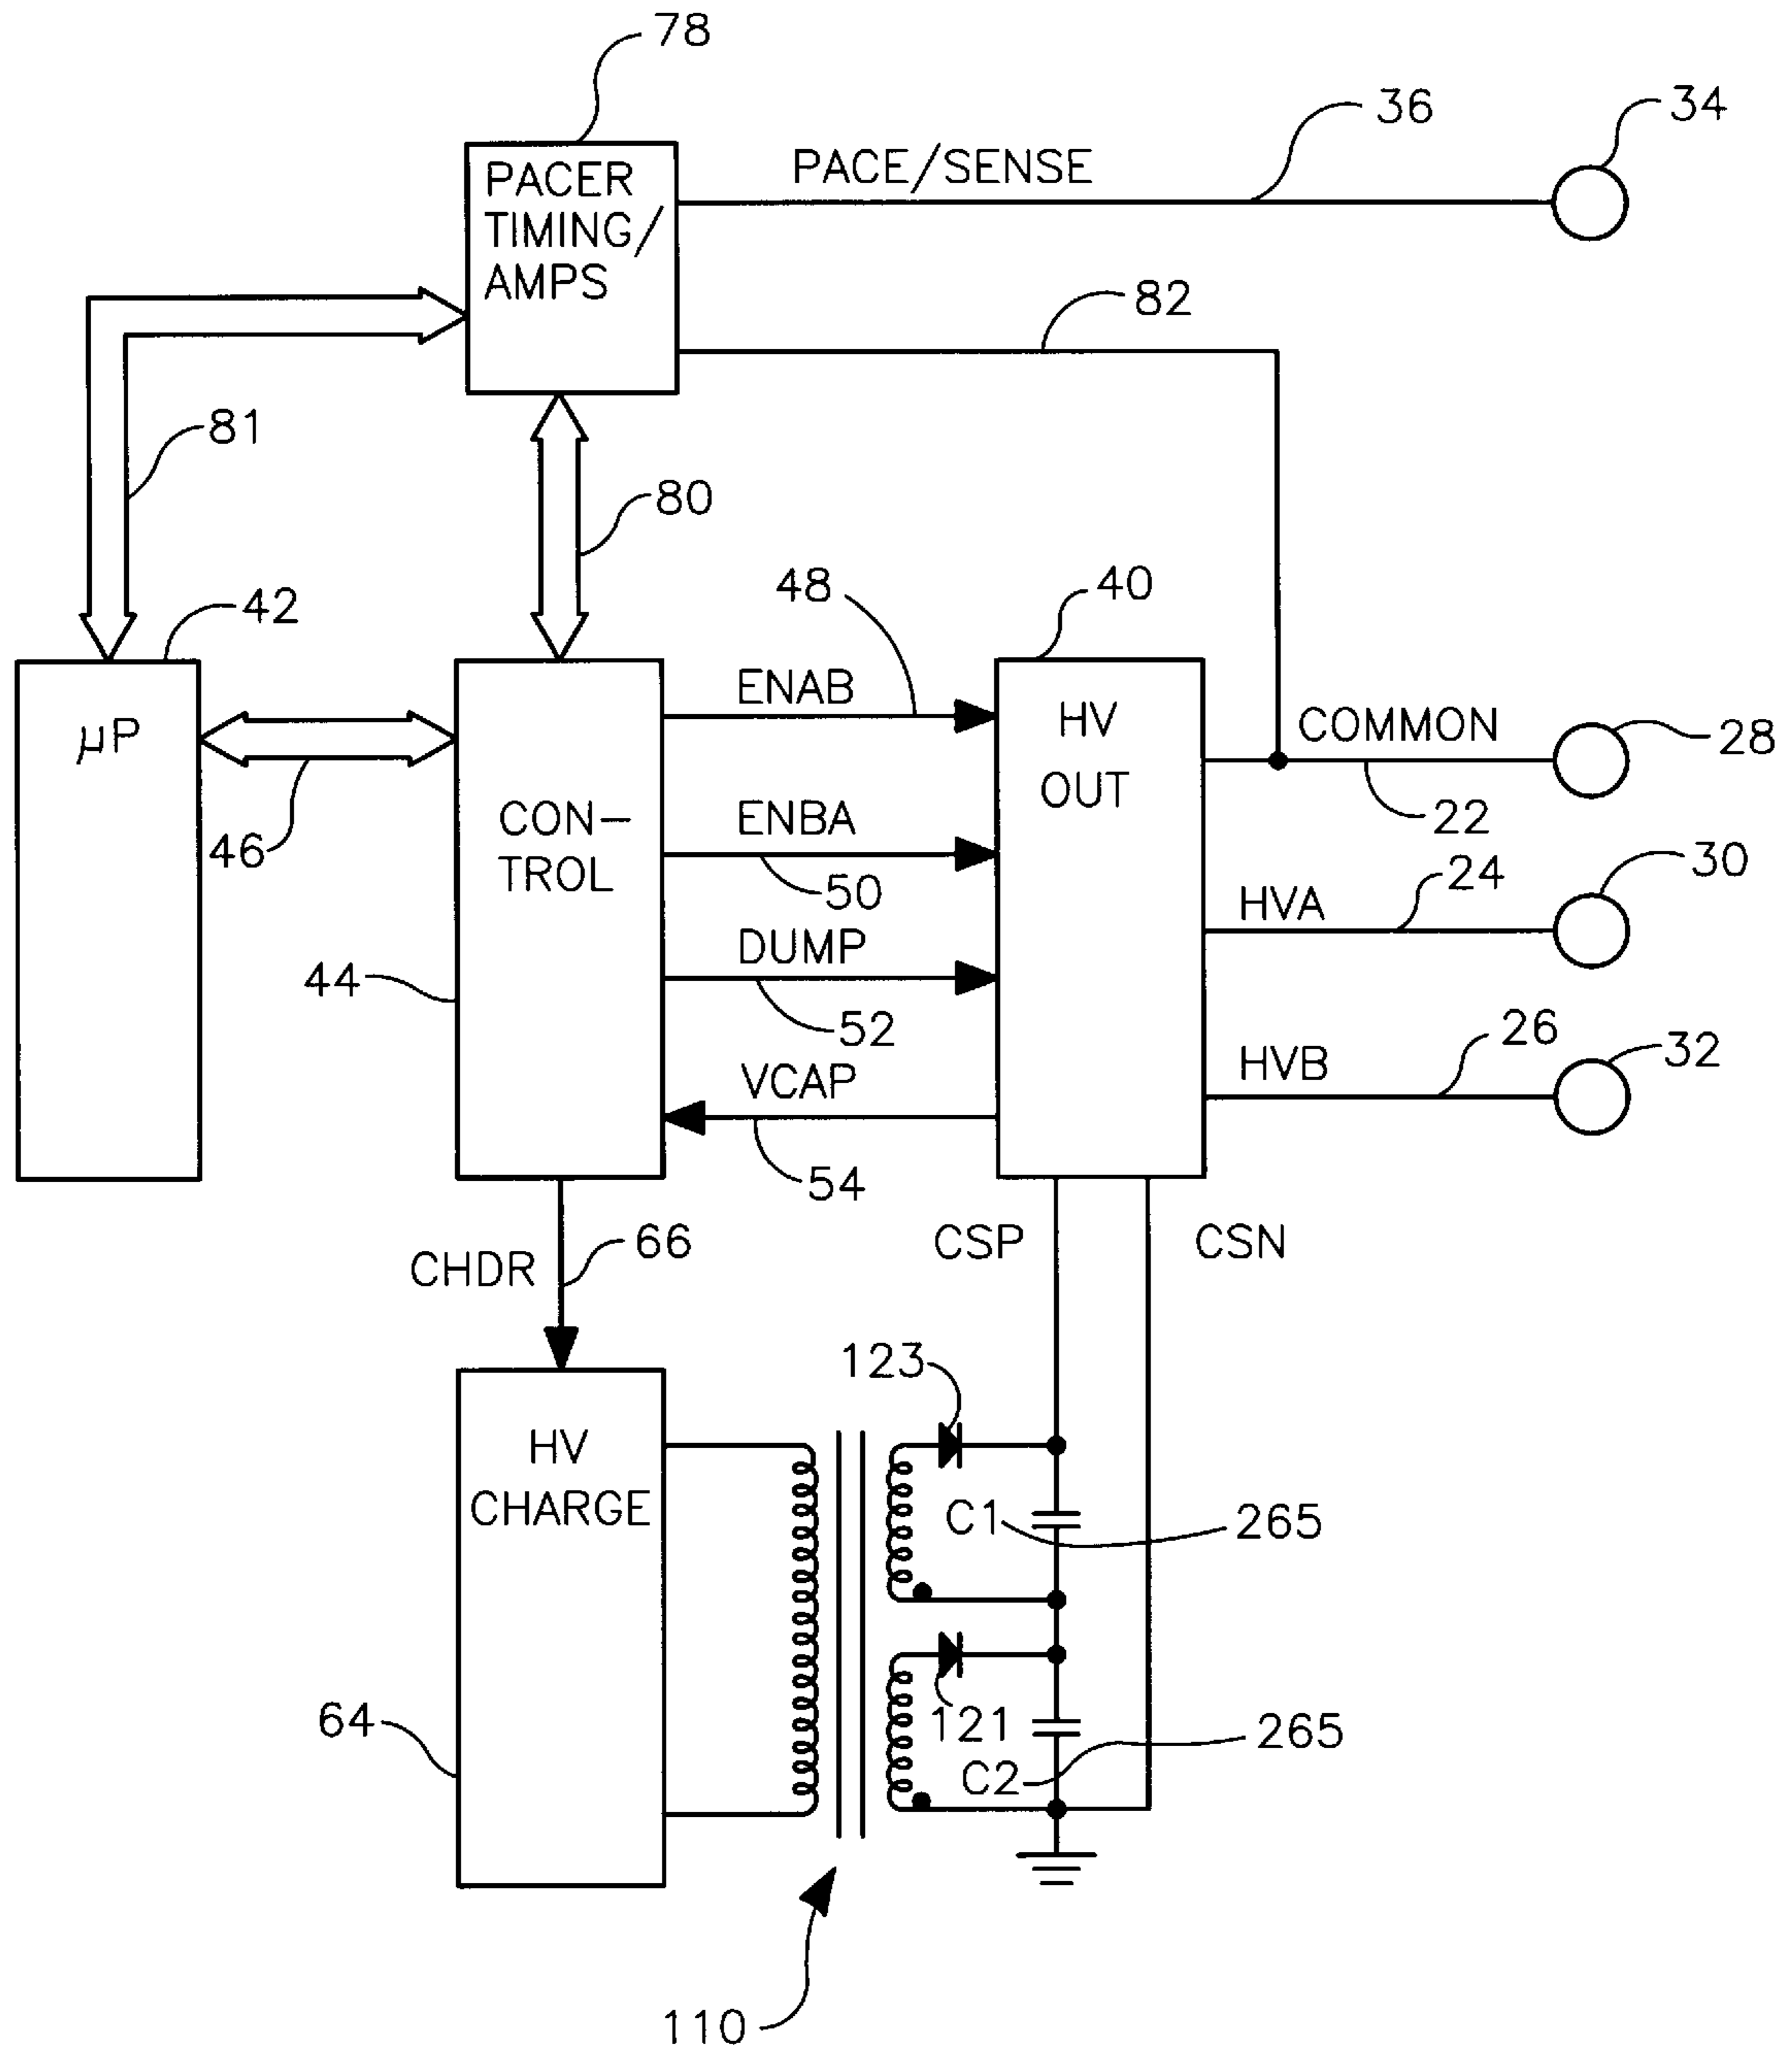 78
36
34
PACE/SENSE
PACER
TIMING/
AMPS
82
81
80
42
48
40
μP
ENAB
HV
OUT
COMMON
28
22
46
CON-
TROL
ENBA
50
HVA
24
30
44
DUMP
52
HVB
26
32
VCAP
54
CHDR
66
CSP
CSN
123
HV
CHARGE
C1
265
64
121
C2
265
110